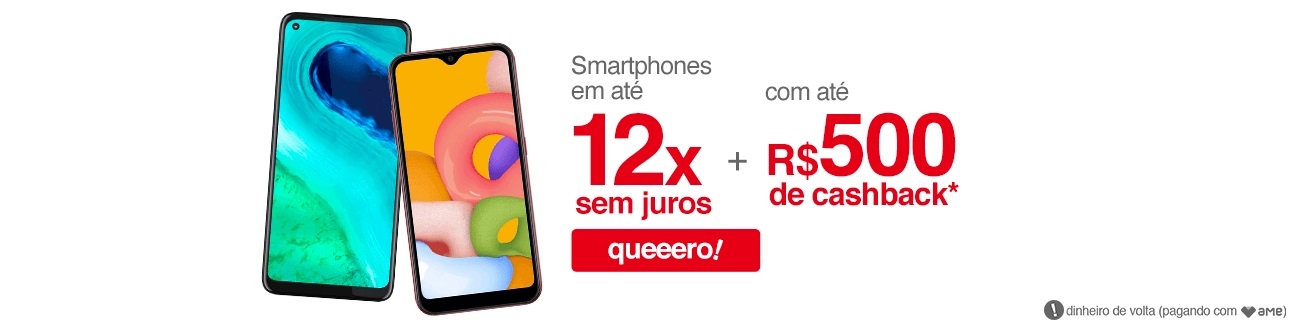 Smartphones
em até
12x
sem juros
+
com até
R$500
de cashback*
queeero!
! dinheiro de volta (pagando com ame)